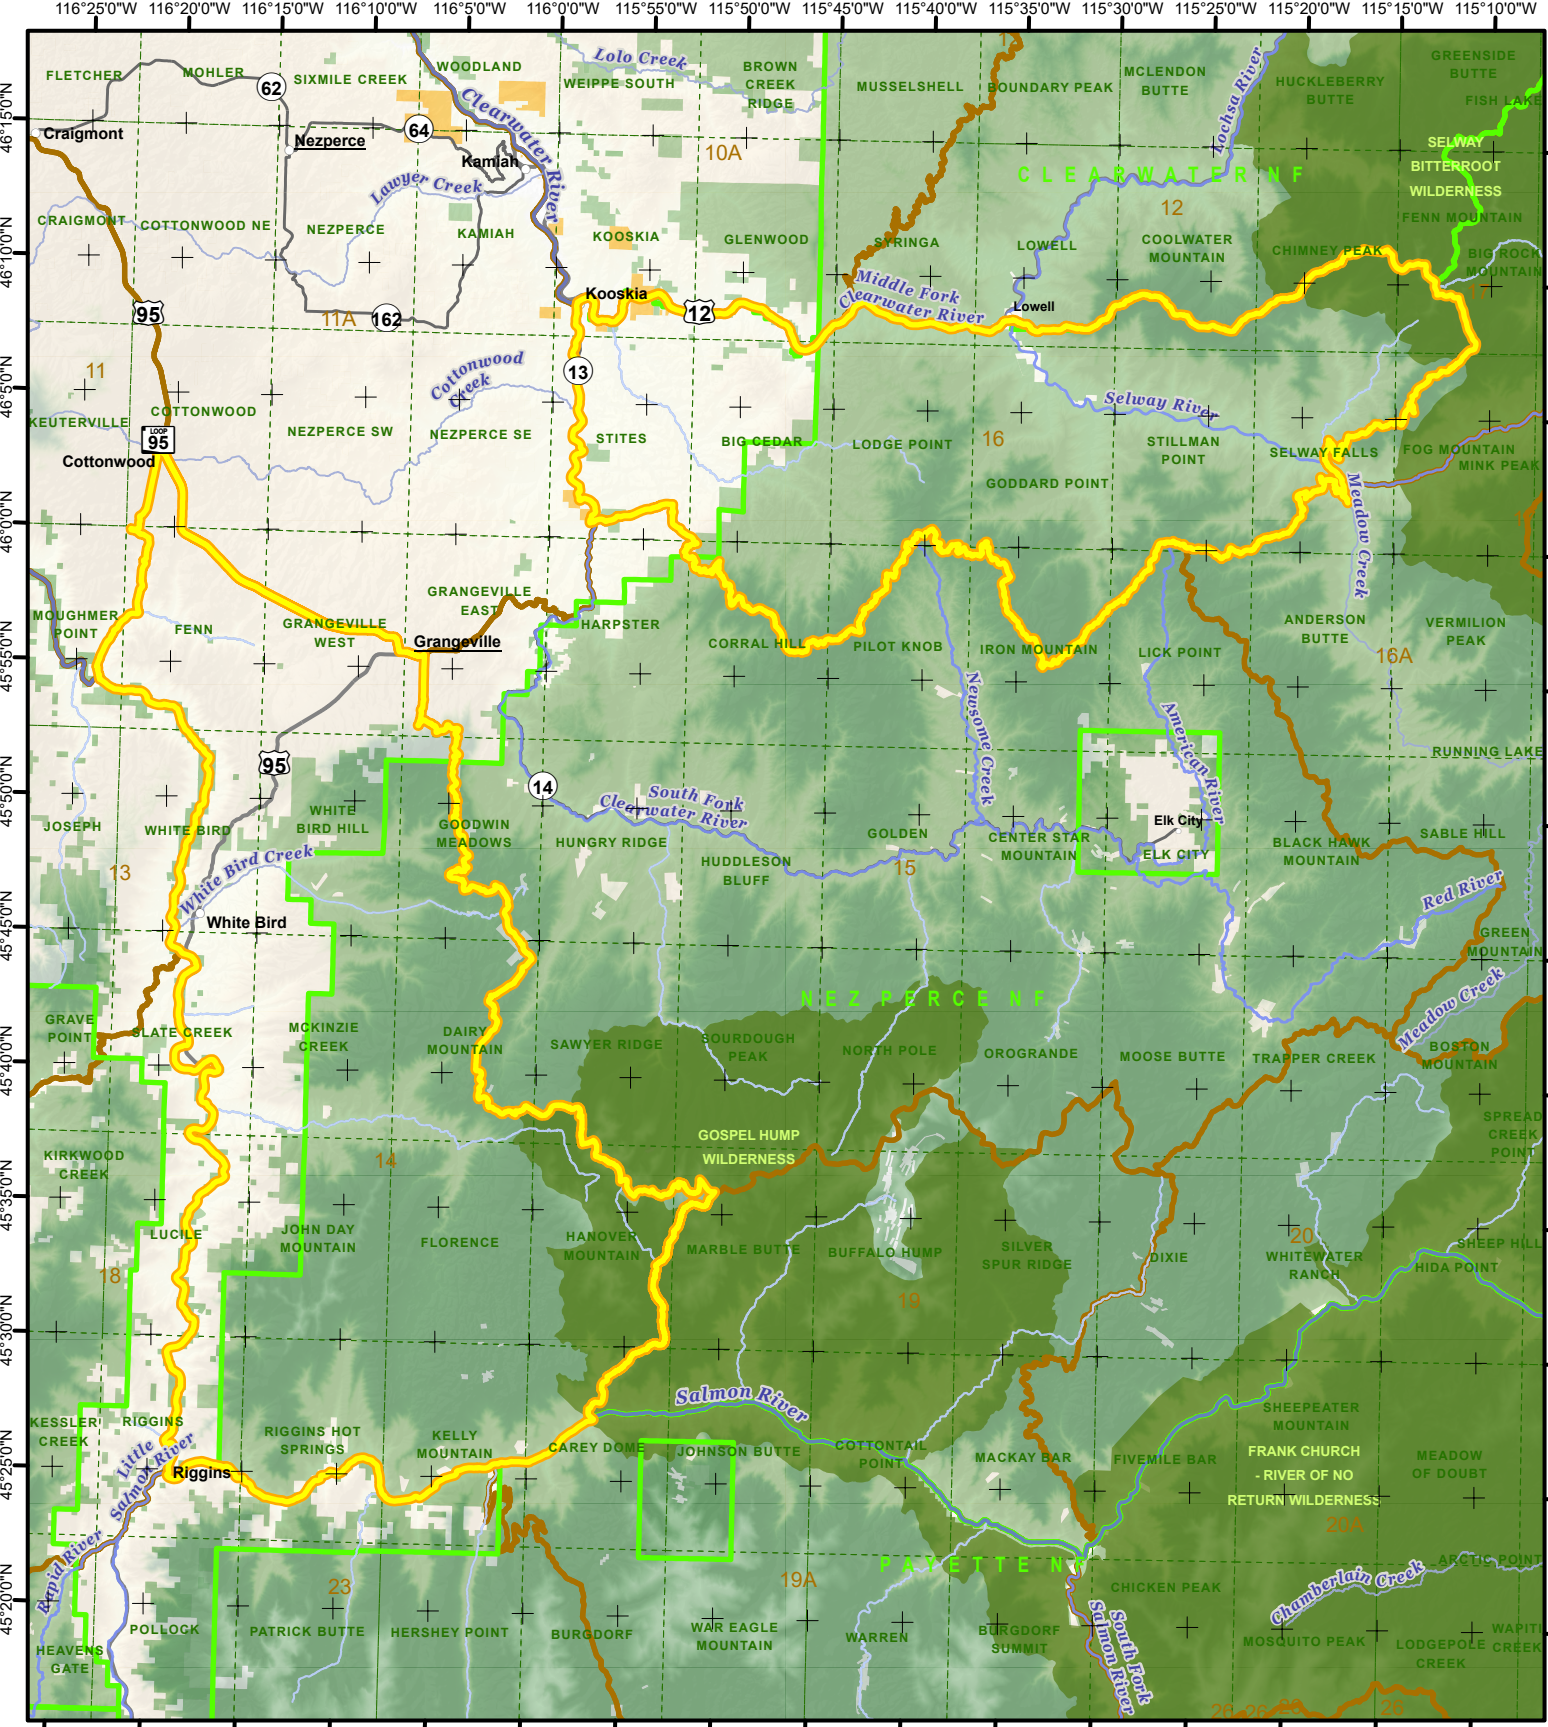 116°25'0"W 116°20'0"W 116°15'0"W 116°10'0"W 116°5'0"W 116°0'0"W 115°55'0"W 115°50'0"W 115°45'0"W 115°40'0"W 115°35'0"W 115°30'0"W 115°25'0"W 115°20'0"W 115°15'0"W 115°10'0"W
46°15'0"N
46°10'0"N
46°5'0"N
46°0'0"N
45°55'0"N
45°50'0"N
45°45'0"N
45°40'0"N
45°35'0"N
45°30'0"N
45°25'0"N
45°20'0"N
FLETCHER
MOHLER
62
SIXMILE CREEK
WOODLAND
Lolo Creek
WEIPPE SOUTH
BROWN
CREEK
RIDGE
MUSSELSHELL
BOUNDARY PEAK
MCLENDON
BUTTE
Lochsa River
HUCKLEBERRY
BUTTE
GREENSIDE
BUTTE
FISH LAKE
Craigmont
Nezperce
64
Kamiah
Clearwater River
Lawyer Creek
10A
CLEARWATER NF
12
SELWAY
BITTERROOT
WILDERNESS
FENN MOUNTAIN
CRAIGMONT
COTTONWOOD NE
NEZPERCE
KAMIAH
KOOSKIA
GLENWOOD
SYRINGA
LOWELL
COOLWATER
MOUNTAIN
CHIMNEY PEAK
BIG ROCK
MOUNTAIN
17
95
11A
162
Kooskia
12
Middle Fork
Clearwater River
Lowell
11
13
Cottonwood
Creek
KEUTERVILLE
COTTONWOOD
LOOP
95
Cottonwood
NEZPERCE SW
NEZPERCE SE
STITES
BIG CEDAR
LODGE POINT
16
Selway River
STILLMAN
POINT
SELWAY FALLS
FOG MOUNTAIN
MINK PEAK
GODDARD POINT
Meadow Creek
MOUGHMER
POINT
FENN
GRANGEVILLE
WEST
GRANGEVILLE
EAST
Grangeville
HARPSTER
CORRAL HILL
PILOT KNOB
IRON MOUNTAIN
LICK POINT
ANDERSON
BUTTE
VERMILION
PEAK
16A
Newsome Creek
American River
RUNNING LAKE
95
14
South Fork
Clearwater River
JOSEPH
WHITE BIRD
WHITE
BIRD HILL
GOODWIN
MEADOWS
HUNGRY RIDGE
HUDDLESON
BUFF
GOLDEN
15
CENTER STAR
MOUNTAIN
Elk City
ELK CITY
BLACK HAWK
MOUNTAIN
SABLE HILL
13
White Bird Creek
White Bird
Red River
GREEN
MOUNTAIN
NEZ PERCE NF
Meadow Creek
GRAVE
POINT
SLATE CREEK
MCKINZIE
CREEK
DAIRY
MOUNTAIN
SAWYER RIDGE
SOURDOUGH
PEAK
NORTH POLE
OROGRANDE
MOOSE BUTTE
TRAPPER CREEK
BOSTON
MOUNTAIN
SPREAD
CREEK
POINT
KIRKWOOD
CREEK
14
GOSPEL HUMP
WILDERNESS
LUCILE
JOHN DAY
MOUNTAIN
FLORENCE
HANOVER
MOUNTAIN
MARBLE BUTTE
BUFFALO HUMP
SILVER
SPUR RIDGE
DIXIE
20
WHITEWATER
RANCH
SHEEP HILL
HIDA POINT
18
19
Salmon River
KESSLER
CREEK
RIGGINS
RIGGINS HOT
SPRINGS
KELLY
MOUNTAIN
CAREY DOME
JOHNSON BUTTE
COTTONTAIL
POINT
MACKAY BAR
FIVEMILE BAR
SHEEPEATER
MOUNTAIN
FRANK CHURCH
- RIVER OF NO
RETURN WILDERNESS
MEADOW
OF DOUBT
Little
Salmon River
Riggins
20A
Rapid River
23
19A
PAYETTE NF
CHICKEN PEAK
Chamberlain Creek
ARCTIC POINT
HEAVENS
GATE
POLLOCK
PATRICK BUTTE
HERSHEY POINT
BURGDORF
WAR EAGLE
MOUNTAIN
WARREN
BURGDORF
SUMMIT
South Fork
Salmon River
MOSQUITO PEAK
LODGEPOLE
CREEK
WAPITI
CREEK
26 26 26 26